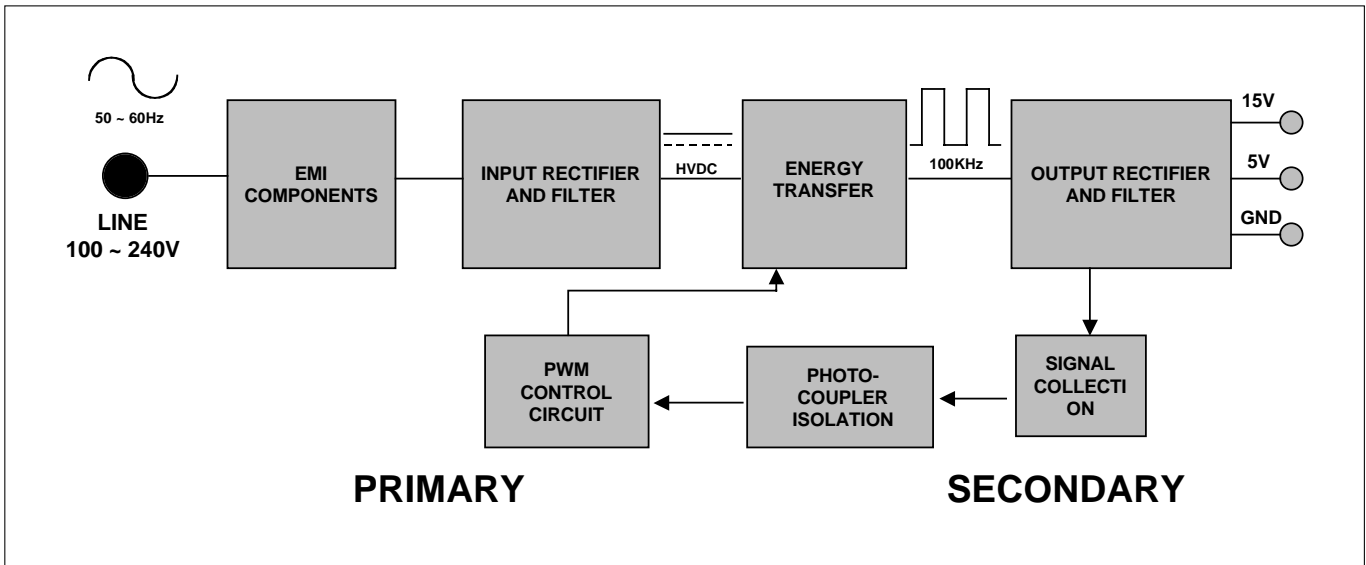 50 ~ 60Hz
LINE
100 ~ 240V
EMI
COMPONENTS
INPUT RECTIFIER
AND FILTER
HVDC
ENERGY
TRANSFER
100KHz
OUTPUT RECTIFIER
AND FILTER
15V
5V
GND
PWM
CONTROL
CIRCUIT
PHOTO-
COUPLER
ISOLATION
SIGNAL
COLLECTI
ON
PRIMARY
SECONDARY